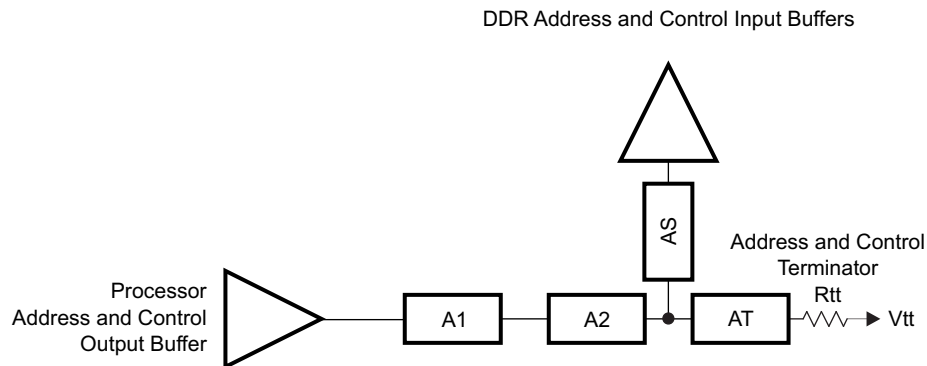 DDR Address and Control Input Buffers
AS
Address and Control
Terminator
Rtt
Vtt
Processor
Address and Control
Output Buffer
A1
A2
AT